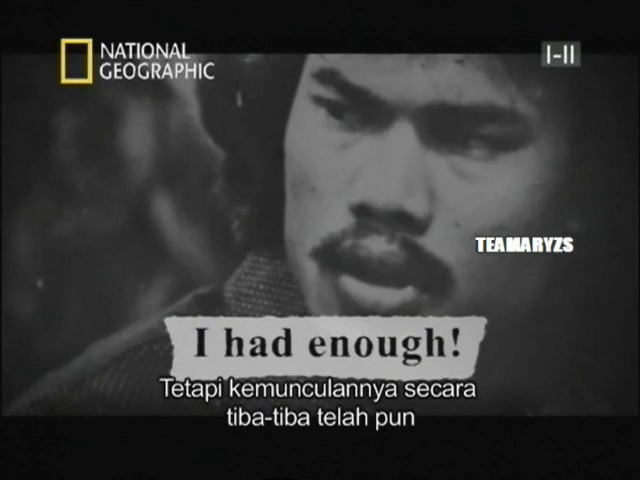 NATIONAL
GEOGRAPHIC
I-II
TEAMARYZS
I had enough!
Tetapi kemunculannya secara
tiba-tiba telah pun